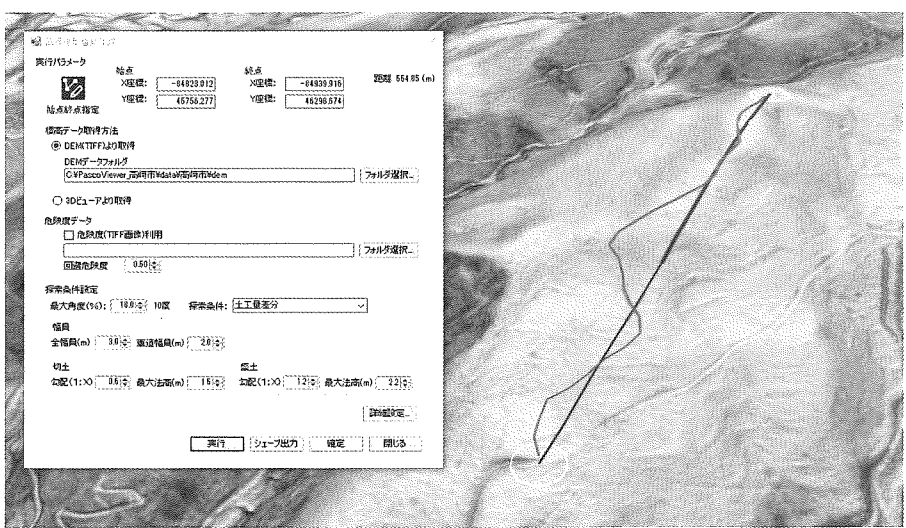 実行パラメータ
始点 終点
X座標: -84823.912 X座標: -84939.916 距離 554.85 (m)
Y座標: 45756.277 Y座標: 46298.674
始点終点指定
標高データ取得方法
DEM(TIFF)より取得
DEMデータフォルダ
C:¥PascoViewer_高崎市¥data¥高崎市¥dem フォルダ選択...
3Dビューアより取得
危険度データ
危険度(TIFF画像)利用
フォルダ選択...
回避危険度 0.50
探索条件設定
最大角度(%): 18.0 10度 探索条件: 土工量差分
幅員
全幅員(m) 3.0 車道幅員(m) 2.0
切土 盛土
勾配(1:X) 0.6 最大法高(m) 1.5 勾配(1:X) 1.2 最大法高(m) 2.2
詳細設定...
実行 シェープ出力 確定 閉じる